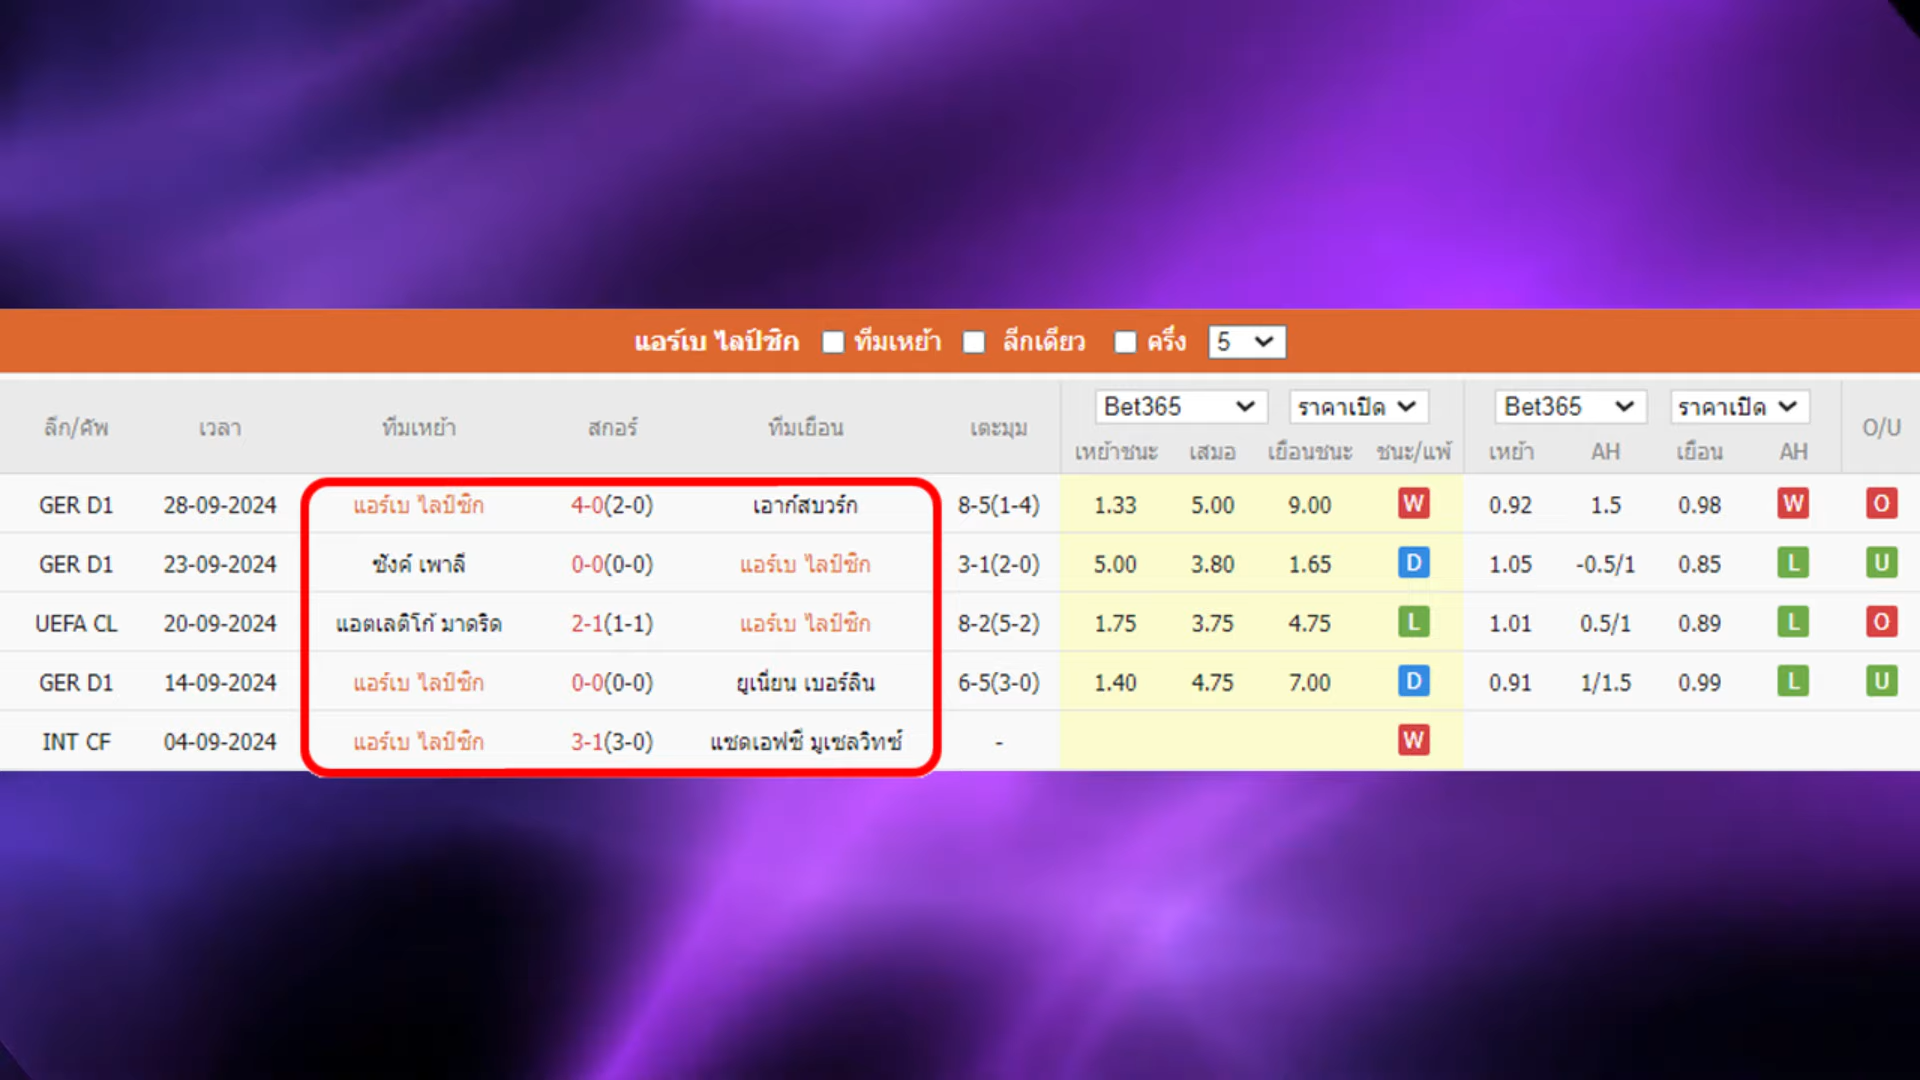 แอร์เบ ไลป์ซิก ทีมเหย้า ลีกเดียว ครึ่ง 5
ลีก/คัพ เวลา ทีมเหย้า สกอร์ ทีมเยือน เตะมุม Bet365 ราคาเปิด Bet365 ราคาเปิด O/U
เหย้าชนะ เสมอ เยือนชนะ ชนะ/แพ้ เหย้า AH เยือน AH
GER D1 28-09-2024 แอร์เบ ไลป์ซิก 4-0(2-0) เอาก์สบวร์ก 8-5(1-4) 1.33 5.00 9.00 W 0.92 1.5 0.98 W O
GER D1 23-09-2024 ซังค์ เพาลี 0-0(0-0) แอร์เบ ไลป์ซิก 3-1(2-0) 5.00 3.80 1.65 D 1.05 -0.5/1 0.85 L U
UEFA CL 20-09-2024 แอตเลติโก้ มาดริด 2-1(1-1) แอร์เบ ไลป์ซิก 8-2(5-2) 1.75 3.75 4.75 L 1.01 0.5/1 0.89 L O
GER D1 14-09-2024 แอร์เบ ไลป์ซิก 0-0(0-0) ยูเนี่ยน เบอร์ลิน 6-5(3-0) 1.40 4.75 7.00 D 0.91 1/1.5 0.99 L U
INT CF 04-09-2024 แอร์เบ ไลป์ซิก 3-1(3-0) แซดเอฟซี มูเซลวิทซ์ - W